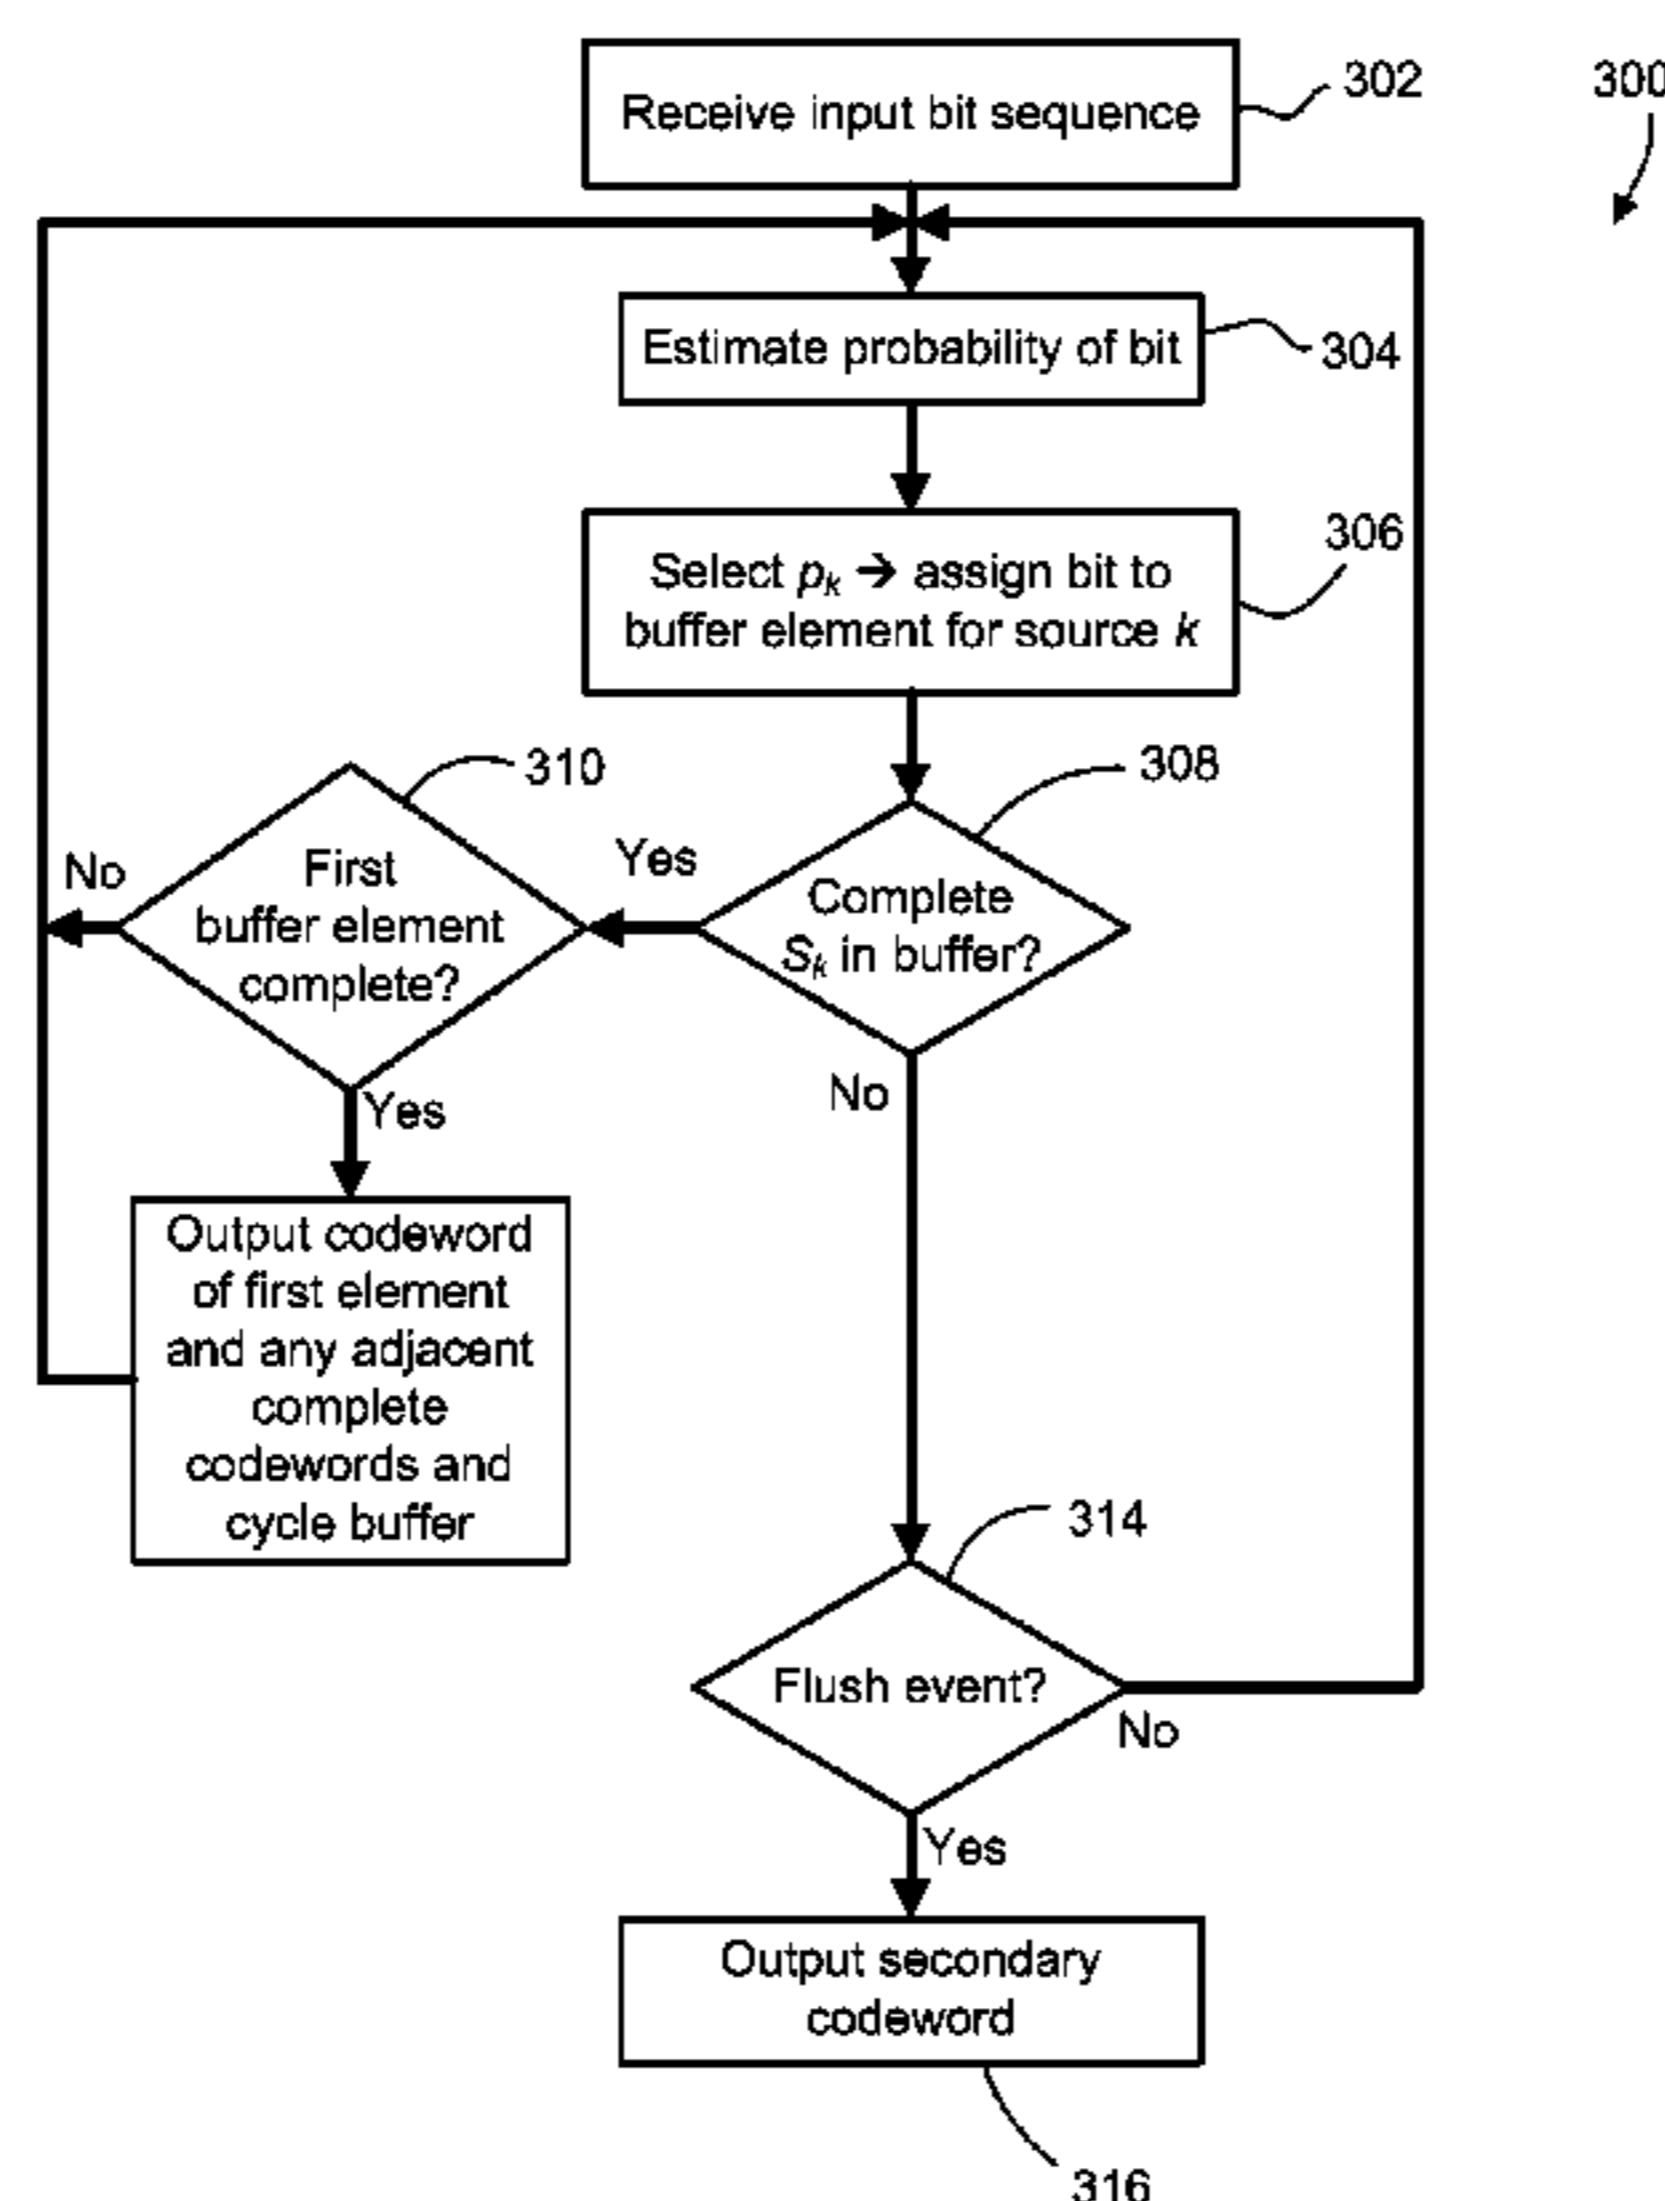 Receive input bit sequence
302
300
Estimate probability of bit
304
Select pk → assign bit to
buffer element for source k
306
310
308
No
First
buffer element
complete?
Yes
Complete
Sk in buffer?
Yes
No
Output codeword
of first element
and any adjacent
complete
codewords and
cycle buffer
314
Flush event?
No
Yes
Output secondary
codeword
316